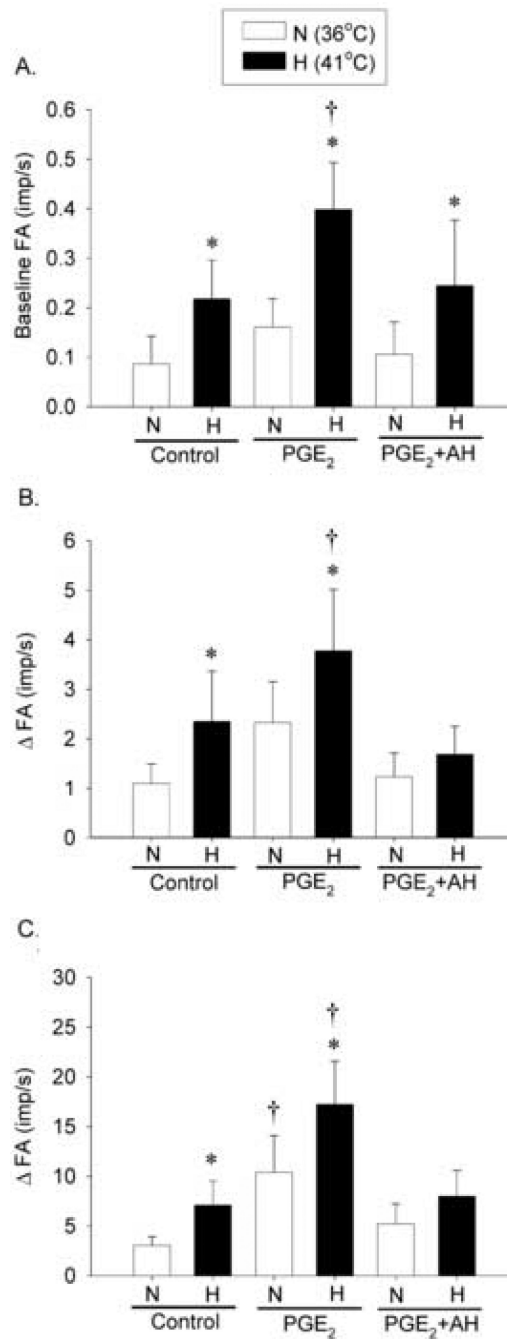 N (36°C)
H (41°C)
A.
Baseline FA (imp/s)
0.6
0.5
0.4
0.3
0.2
0.1
0.0
†
*
*
*
N H N H N H
Control PGE₂ PGE₂+AH
B.
Δ FA (imp/s)
6
5
4
3
2
1
0
†
*
*
N H N H N H
Control PGE₂ PGE₂+AH
C.
Δ FA (imp/s)
30
25
20
15
10
5
0
†
*
†
*
N H N H N H
Control PGE₂ PGE₂+AH